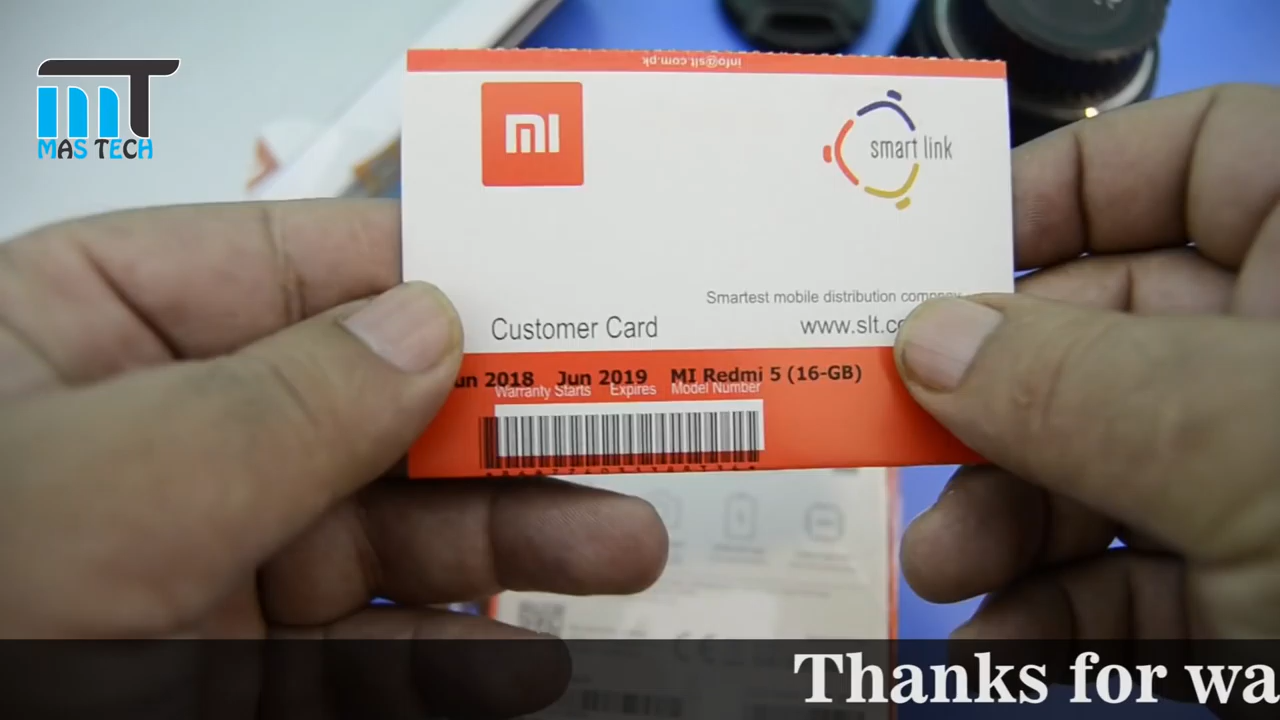 MT
MAS TECH
info@slt.com.pk
mi
smart link
Smartest mobile distribution company
Customer Card
www.slt.co
un 2018 Jun 2019 MI Redmi 5 (16-GB)
Warranty Starts Expires Model Number
Thanks for wa